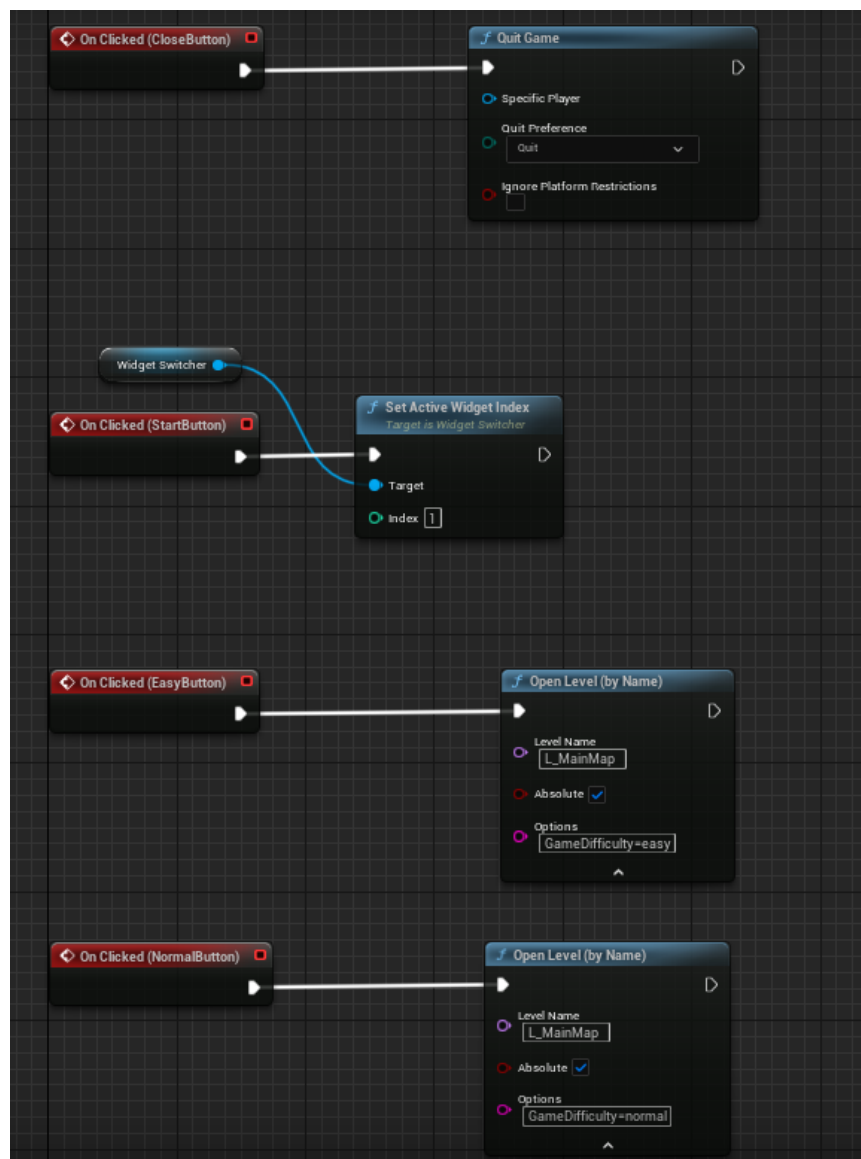 On Clicked (CloseButton)
Quit Game
Specific Player
Quit Preference
Quit
Ignore Platform Restrictions
Widget Switcher
On Clicked (StartButton)
Set Active Widget Index
Target is Widget Switcher
Target
Index 1
On Clicked (EasyButton)
Open Level (by Name)
Level Name
L_MainMap
Absolute
Options
GameDifficulty=easy
On Clicked (NormalButton)
Open Level (by Name)
Level Name
L_MainMap
Absolute
Options
GameDifficulty=normal